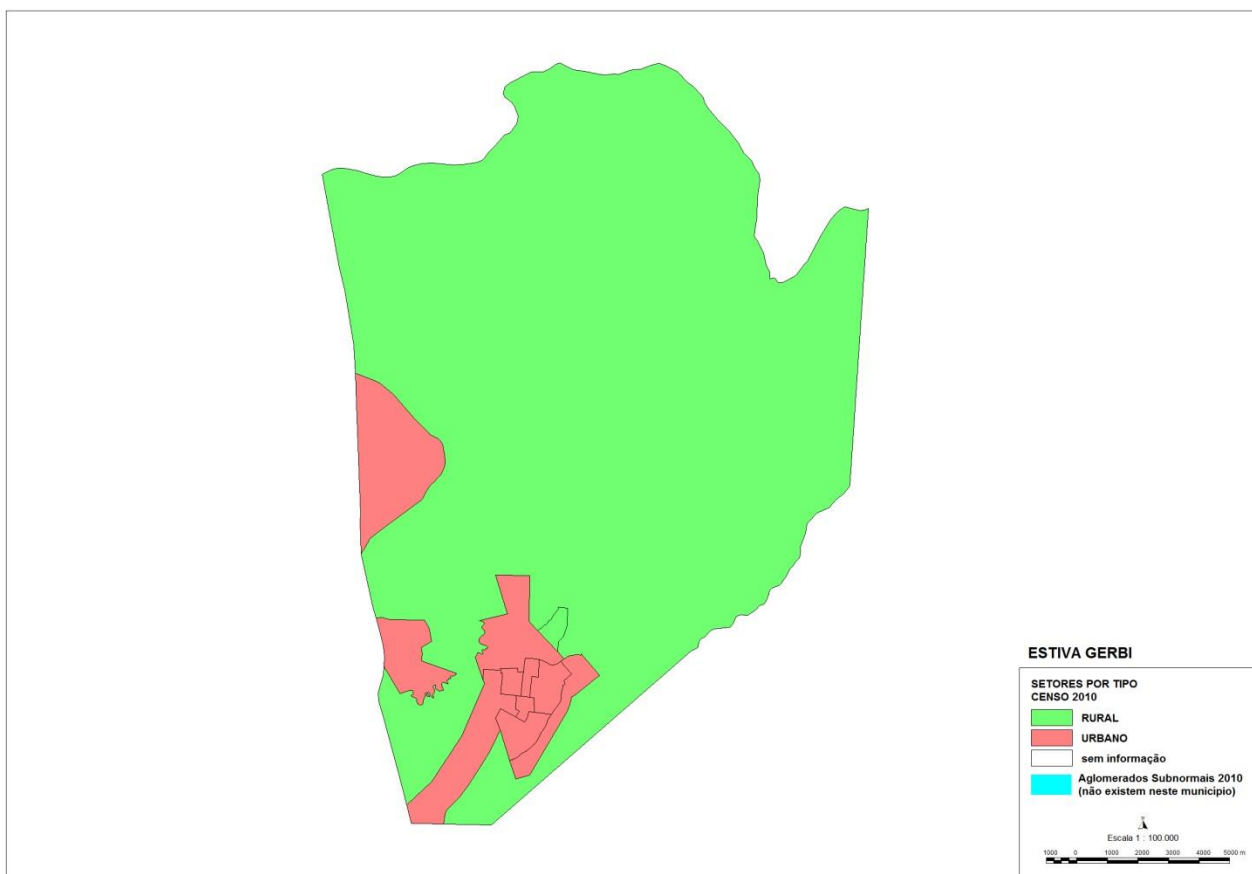 ESTIVA GERBI
SETORES POR TIPO
CENSO 2010
RURAL
URBANO
sem informação
Aglomerados Subnormais 2010
(não existem neste municipio)
N
Escala 1 : 100.000
1000 0 1000 2000 3000 4000 5000 m